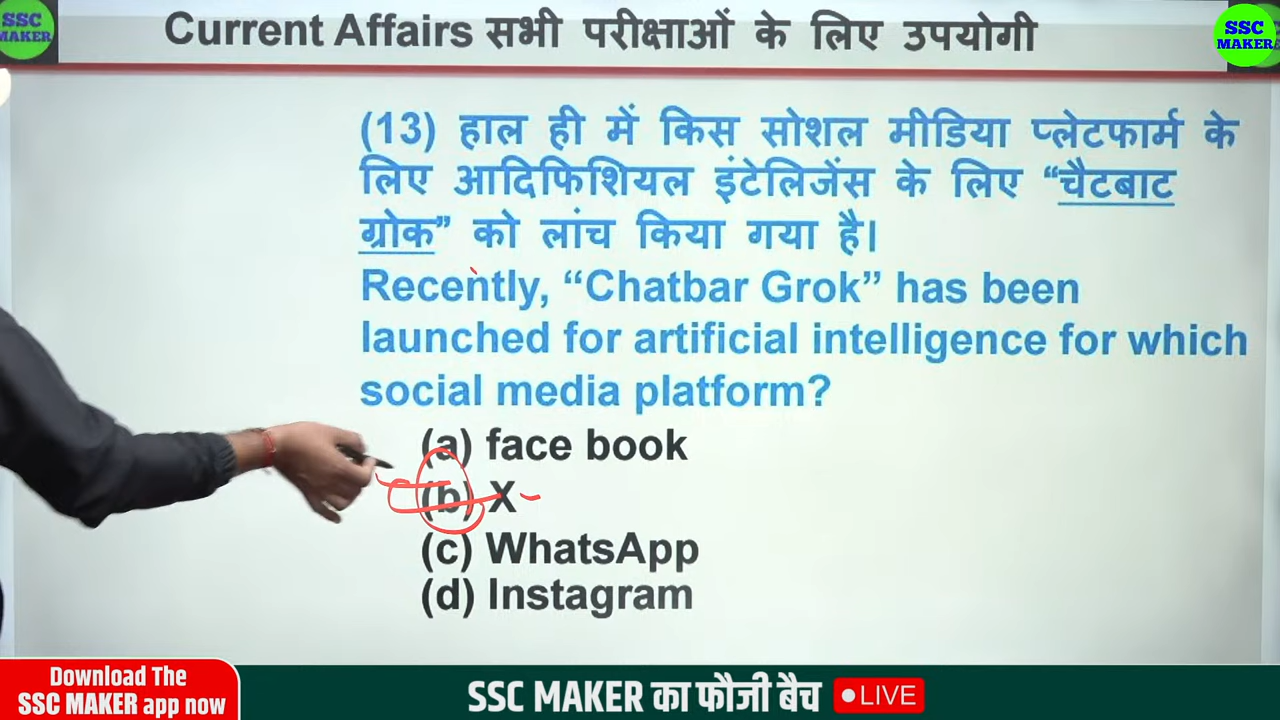 SSC
MAKER
Current Affairs सभी परीक्षाओं के लिए उपयोगी
SSC
MAKER
(13) हाल ही में किस सोशल मीडिया प्लेटफार्म के
लिए आदिफिशियल इंटेलिजेंस के लिए “चैटबाट
ग्रोक” को लांच किया गया है।
Recently, “Chatbar Grok” has been
launched for artificial intelligence for which
social media platform?
(a) face book
(b) X
(c) WhatsApp
(d) Instagram
Download The
SSC MAKER app now
SSC MAKER का फौजी बैच
LIVE